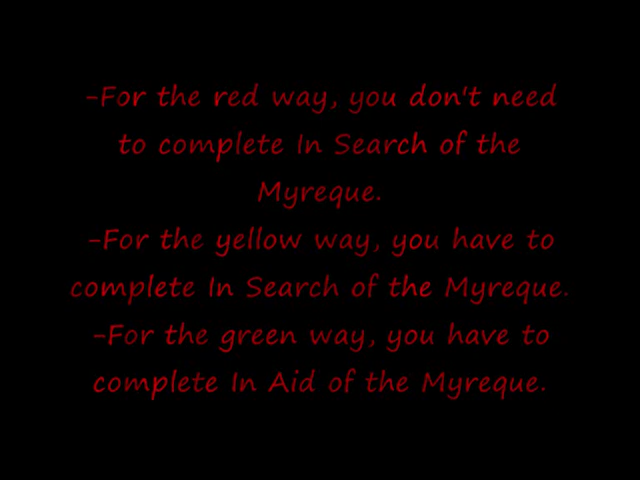 -For the red way, you don't need
to complete In Search of the
Myreque.
-For the yellow way, you have to
complete In Search of the Myreque.
-For the green way, you have to
complete In Aid of the Myreque.